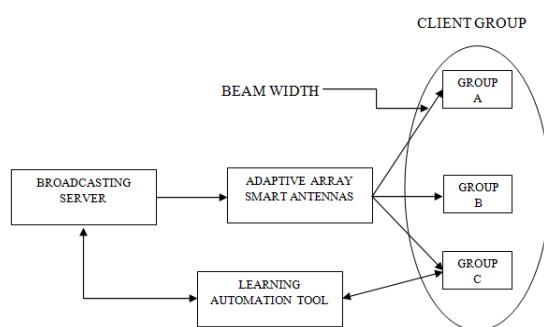 CLIENT GROUP
GROUP
A
BEAM WIDTH
BROADCASTING
SERVER
ADAPTIVE ARRAY
SMART ANTENNAS
GROUP
B
GROUP
C
LEARNING
AUTOMATION TOOL